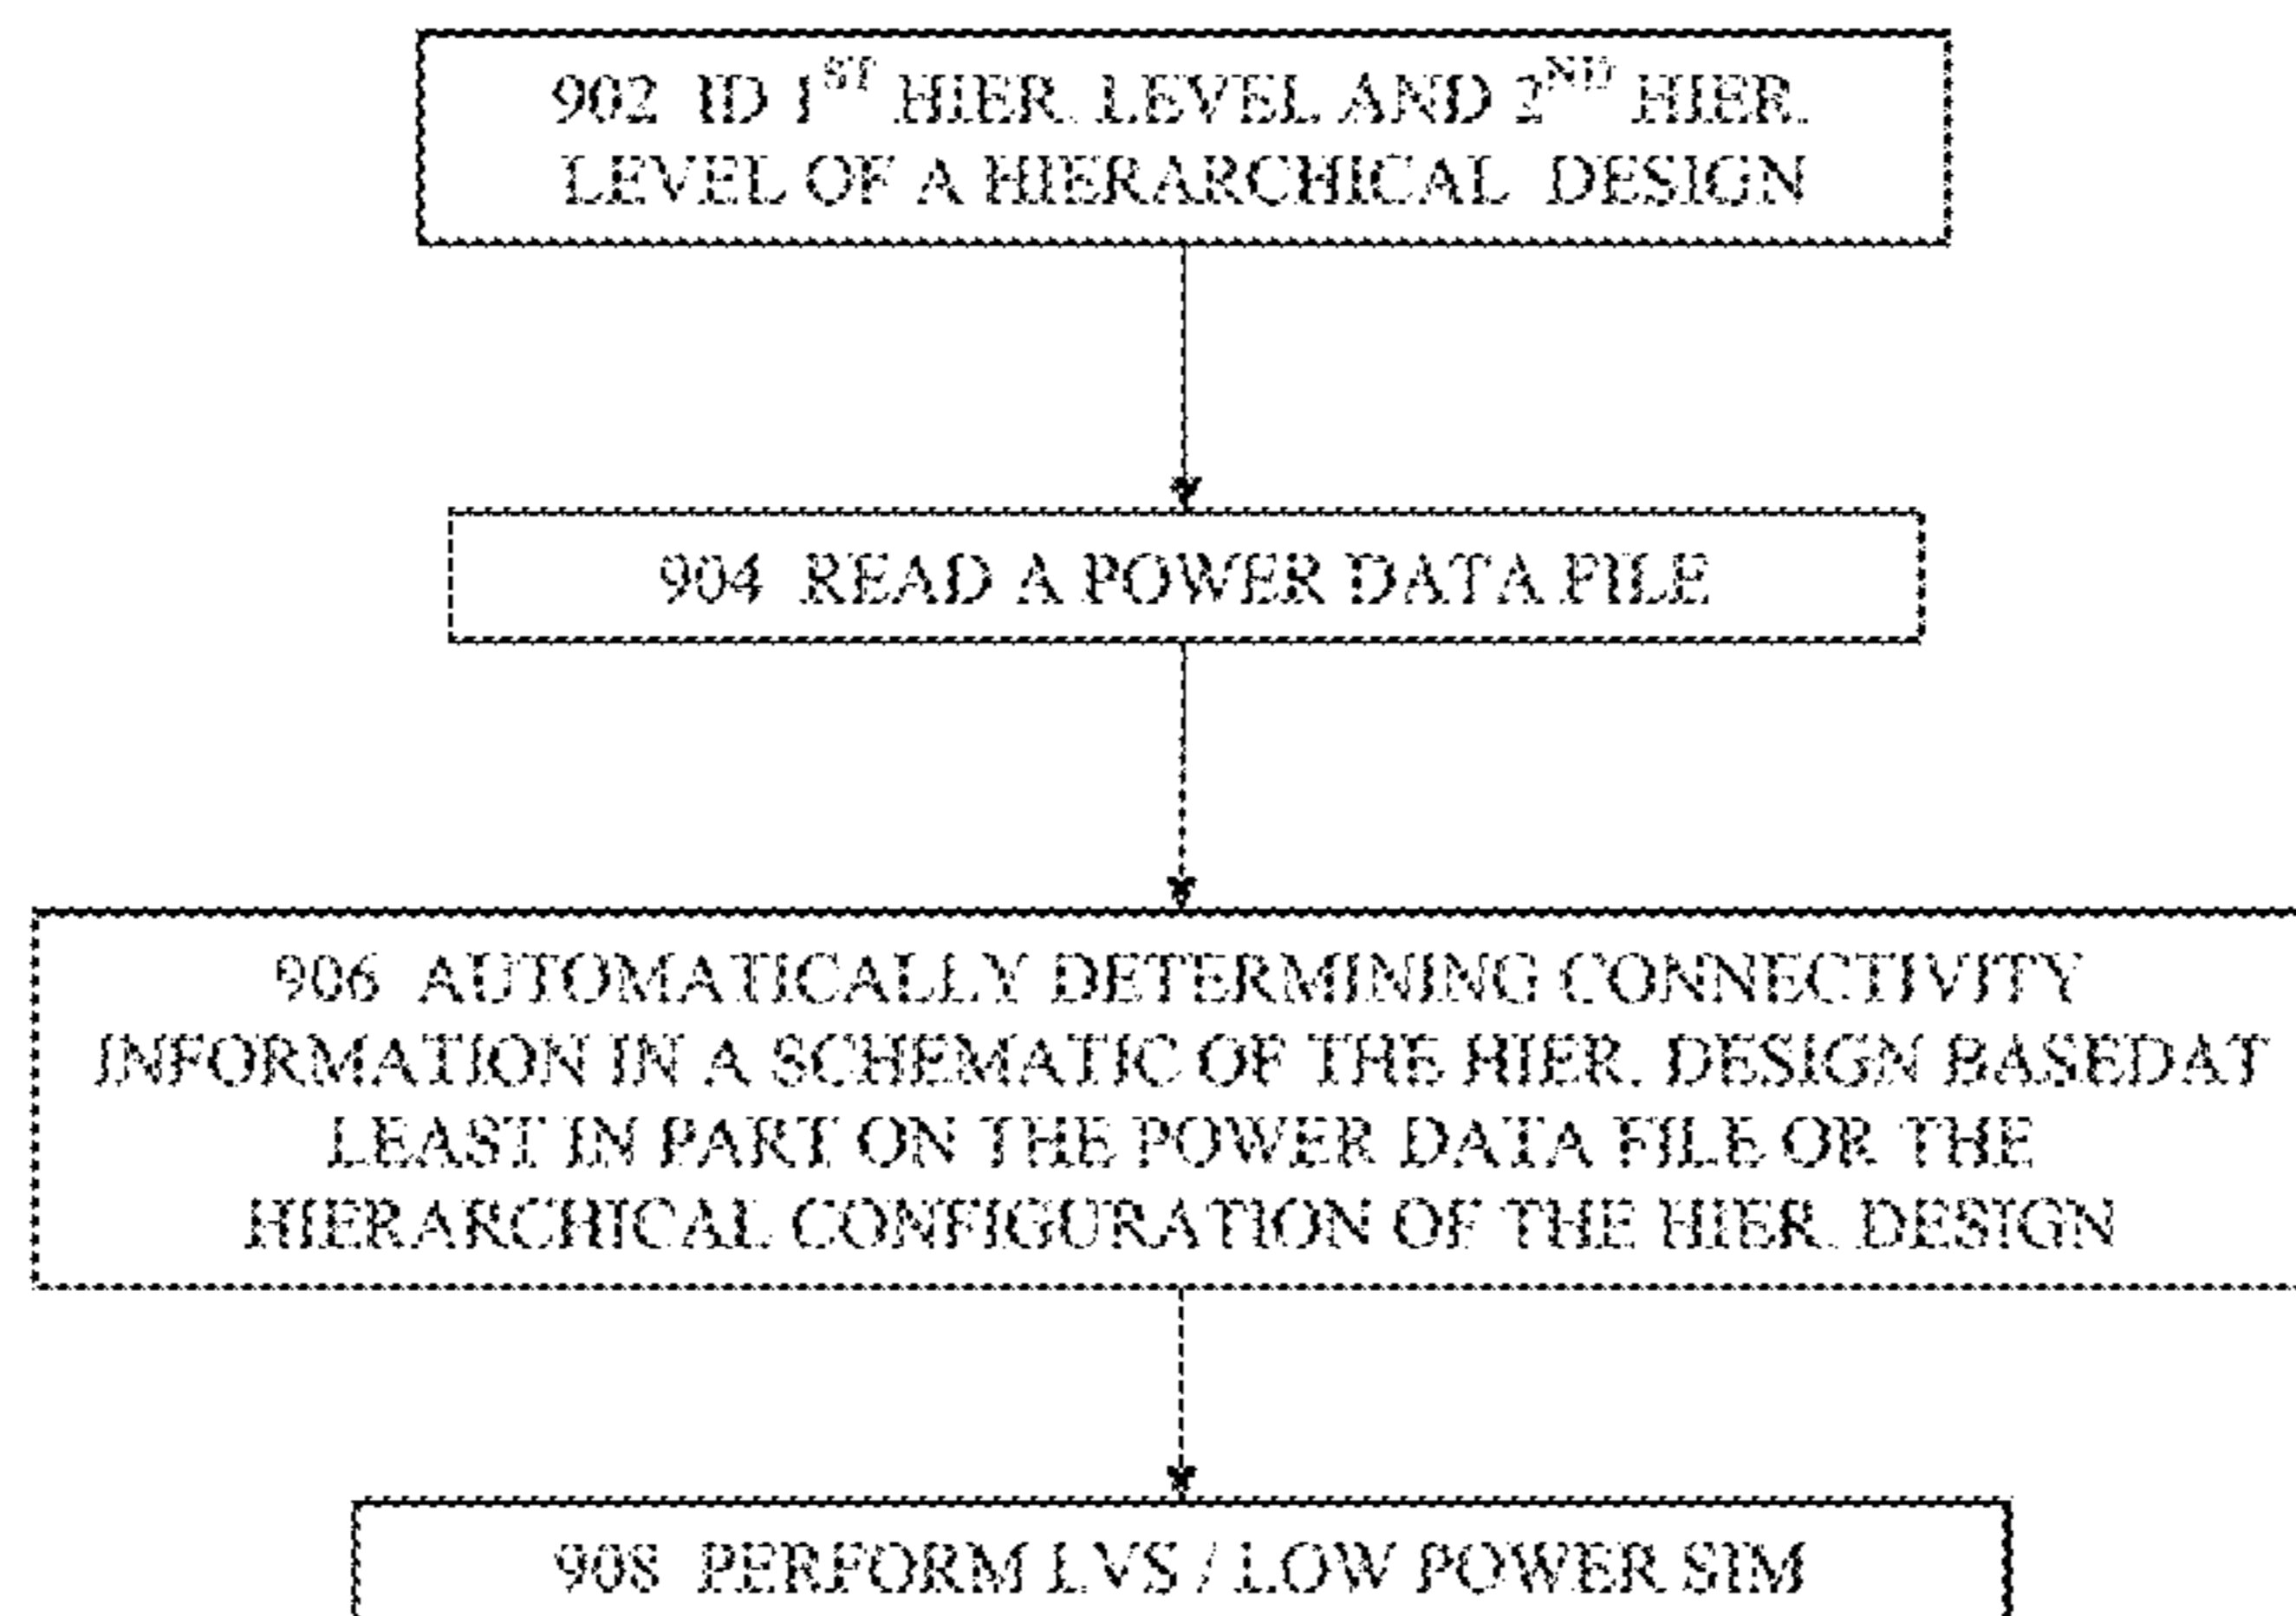 902 ID 1ST HIER. LEVEL AND 2ND HIER.
LEVEL OF A HIERARCHICAL DESIGN
904 READ A POWER DATA FILE
906 AUTOMATICALLY DETERMINING CONNECTIVITY
INFORMATION IN A SCHEMATIC OF THE HIER. DESIGN BASEDAT
LEAST IN PART ON THE POWER DATA FILE OR THE
HIERARCHICAL CONFIGURATION OF THE HIER. DESIGN
908 PERFORM LVS / LOW POWER SIM